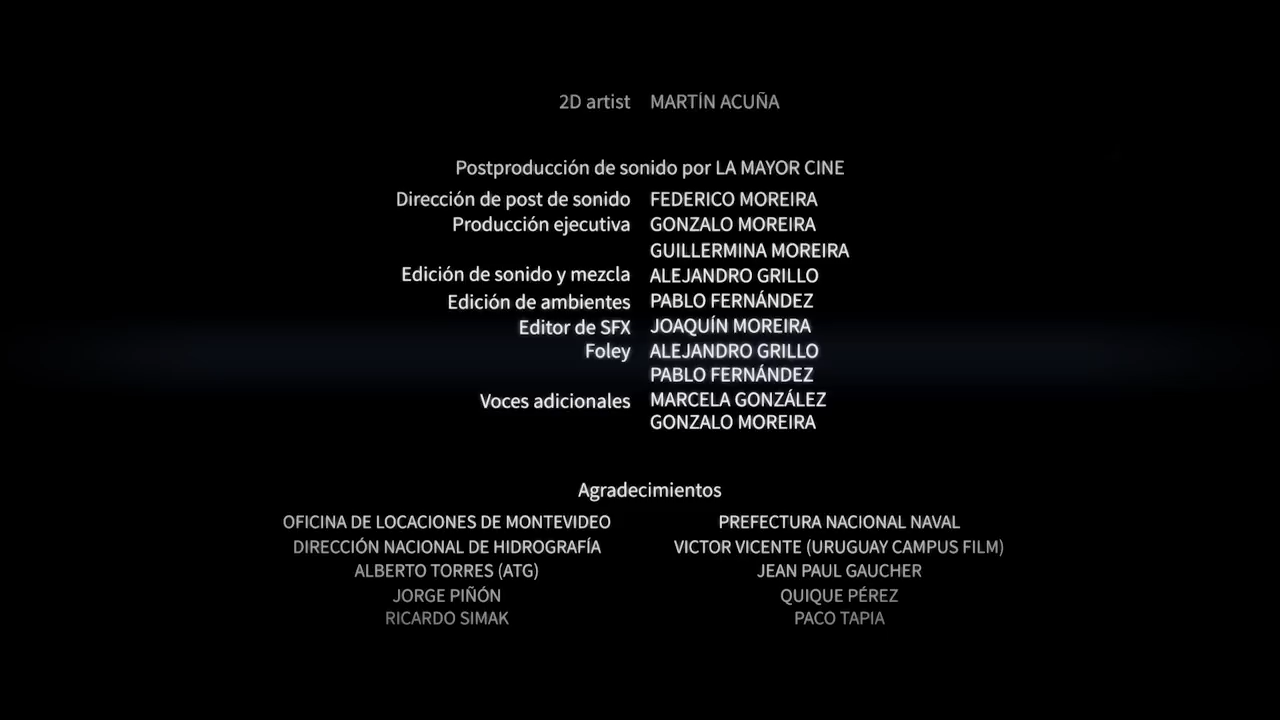 2D artist MARTÍN ACUÑA
Postproducción de sonido por LA MAYOR CINE
Dirección de post de sonido FEDERICO MOREIRA
Producción ejecutiva GONZALO MOREIRA
GUILLERMINA MOREIRA
Edición de sonido y mezcla ALEJANDRO GRILLO
Edición de ambientes PABLO FERNÁNDEZ
Editor de SFX JOAQUÍN MOREIRA
Foley ALEJANDRO GRILLO
PABLO FERNÁNDEZ
Voces adicionales MARCELA GONZÁLEZ
GONZALO MOREIRA
Agradecimientos
OFICINA DE LOCACIONES DE MONTEVIDEO PREFECTURA NACIONAL NAVAL
DIRECCIÓN NACIONAL DE HIDROGRAFÍA VICTOR VICENTE (URUGUAY CAMPUS FILM)
ALBERTO TORRES (ATG) JEAN PAUL GAUCHER
JORGE PIÑÓN QUIQUE PÉREZ
RICARDO SIMAK PACO TAPIA